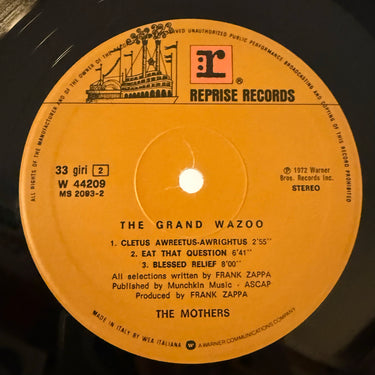 ALL RIGHTS OF THE MANUFACTURER AND OF THE OWNER OF THE
RESERVED UNAUTHORIZED PUBLIC PERFORMANCE BROADCASTING AND COPYING OF THIS RECORD PROHIBITED
r
®
REPRISE RECORDS
33 giri 2
W 44209
MS 2093-2
℗ 1972 Warner
Bros. Records Inc.
STEREO
THE GRAND WAZOO
1. CLETUS AWREETUS-AWRIGHTUS 2'55"
2. EAT THAT QUESTION 6'41"
3. BLESSED RELIEF 8'00"
All selections written by FRANK ZAPPA
Published by Munchkin Music - ASCAP
Produced by FRANK ZAPPA
THE MOTHERS
MADE IN ITALY BY WEA ITALIANA W A WARNER COMMUNICATIONS COMPANY